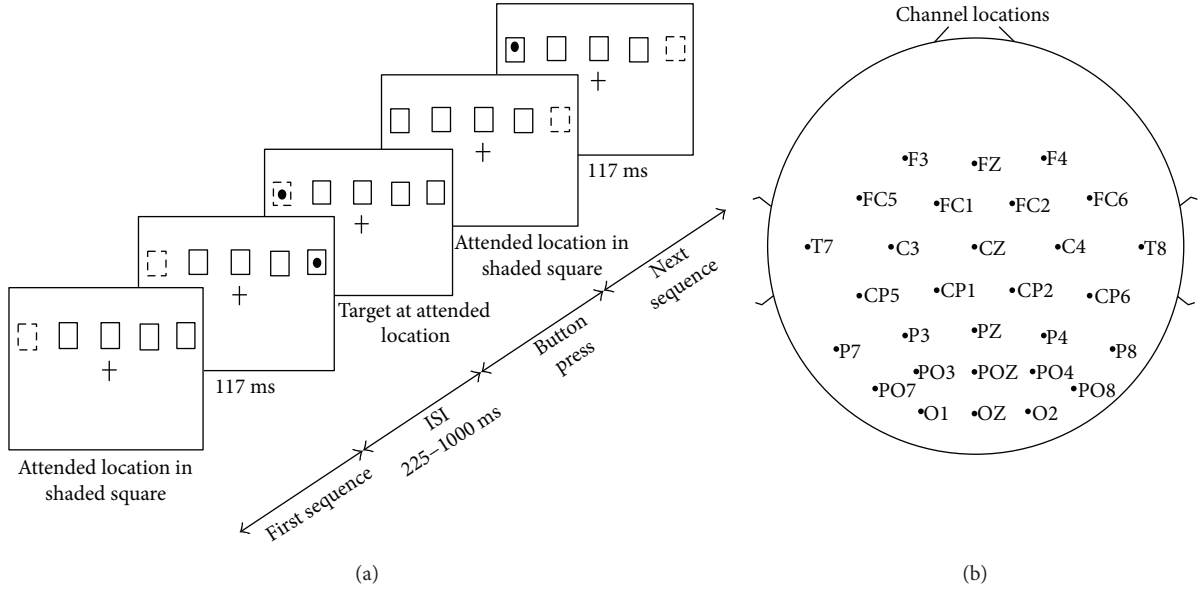 117 ms
Attended location in
shaded square
Target at attended
location
117 ms
Attended location in
shaded square
First sequence
ISI
225–1000 ms
Button
press
Next
sequence
(a)
Channel locations
F3 FZ F4
FC5 FC1 FC2 FC6
T7 C3 CZ C4 T8
CP5 CP1 CP2 CP6
P7 P3 PZ P4 P8
PO7 PO3 POZ PO4 PO8
O1 OZ O2
(b)